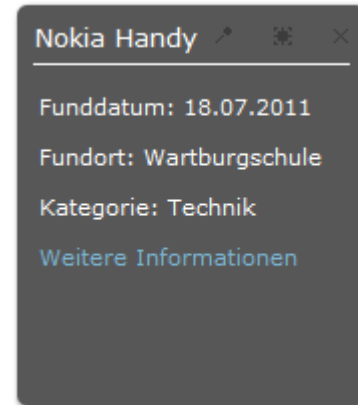 Nokia Handy
Funddatum: 18.07.2011
Fundort: Wartburgschule
Kategorie: Technik
Weitere Informationen